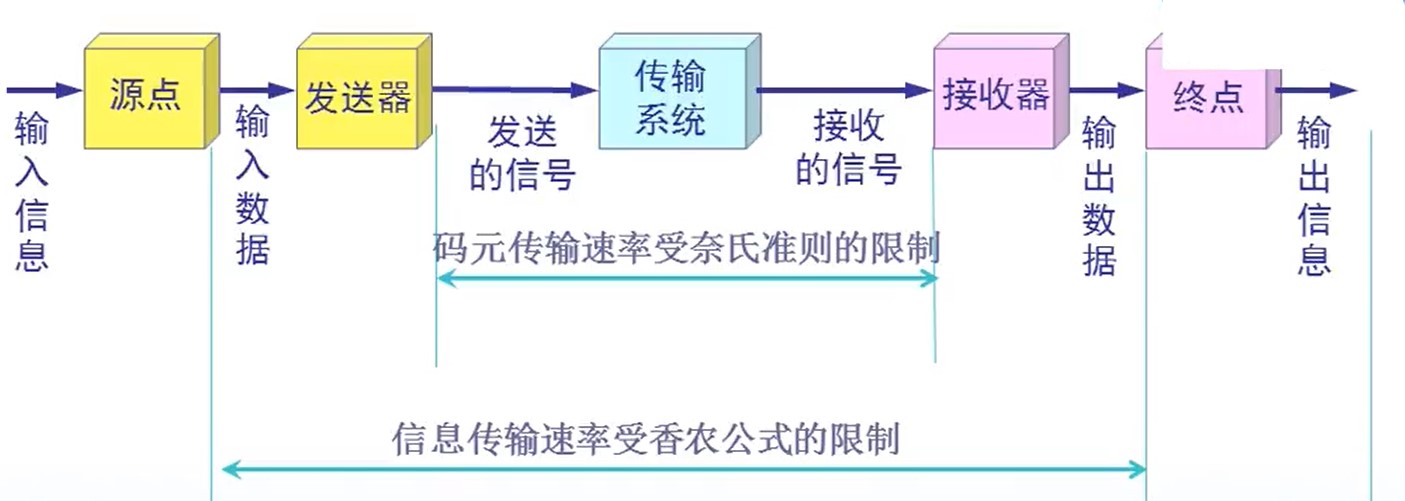 源点
发送器
传输
系统
接收器
终点
输入信息
输入数据
发送
的信号
接收
的信号
输出数据
输出信息
码元传输速率受奈氏准则的限制
信息传输速率受香农公式的限制